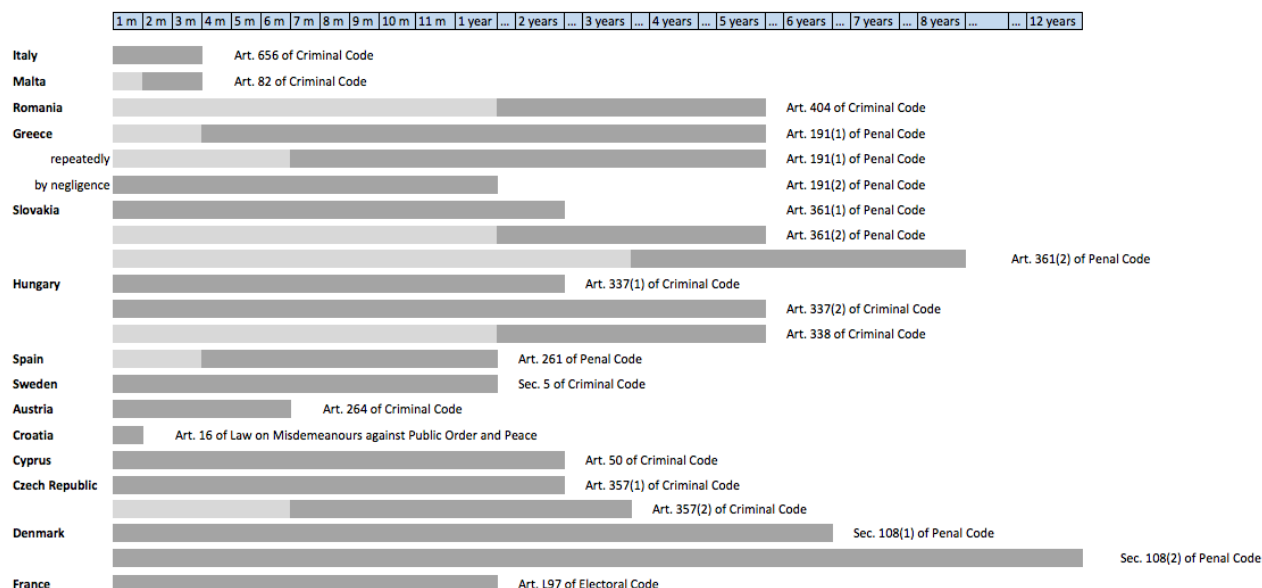 1 m 2 m 3 m 4 m 5 m 6 m 7 m 8 m 9 m 10 m 11 m 1 year ... 2 years ... 3 years ... 4 years ... 5 years ... 6 years ... 7 years ... 8 years ... ... 12 years
Italy Art. 656 of Criminal Code
Malta Art. 82 of Criminal Code
Romania Art. 404 of Criminal Code
Greece Art. 191(1) of Penal Code
repeatedly Art. 191(1) of Penal Code
by negligence Art. 191(2) of Penal Code
Slovakia Art. 361(1) of Penal Code
Art. 361(2) of Penal Code
Art. 361(2) of Penal Code
Hungary Art. 337(1) of Criminal Code
Art. 337(2) of Criminal Code
Art. 338 of Criminal Code
Spain Art. 261 of Penal Code
Sweden Sec. 5 of Criminal Code
Austria Art. 264 of Criminal Code
Croatia Art. 16 of Law on Misdemeanours against Public Order and Peace
Cyprus Art. 50 of Criminal Code
Czech Republic Art. 357(1) of Criminal Code
Art. 357(2) of Criminal Code
Denmark Sec. 108(1) of Penal Code
Sec. 108(2) of Penal Code
France Art. L97 of Electoral Code